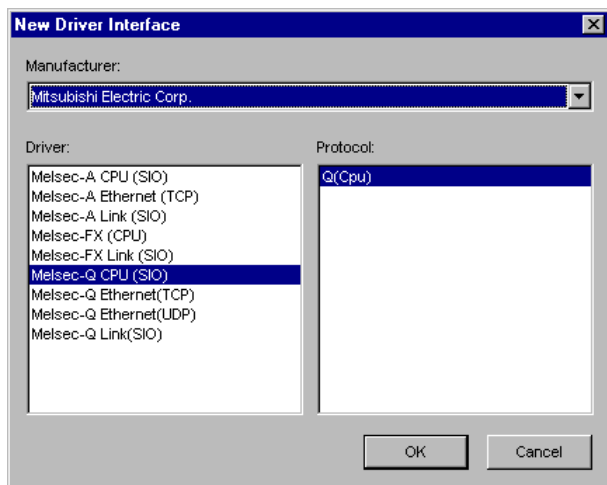 New Driver Interface
Manufacturer:
Mitsubishi Electric Corp.
Driver:
Melsec-A CPU (SIO)
Melsec-A Ethernet (TCP)
Melsec-A Link (SIO)
Melsec-FX (CPU)
Melsec-FX Link (SIO)
Melsec-Q CPU (SIO)
Melsec-Q Ethernet(TCP)
Melsec-Q Ethernet(UDP)
Melsec-Q Link(SIO)
Protocol:
Q(Cpu)
OK
Cancel